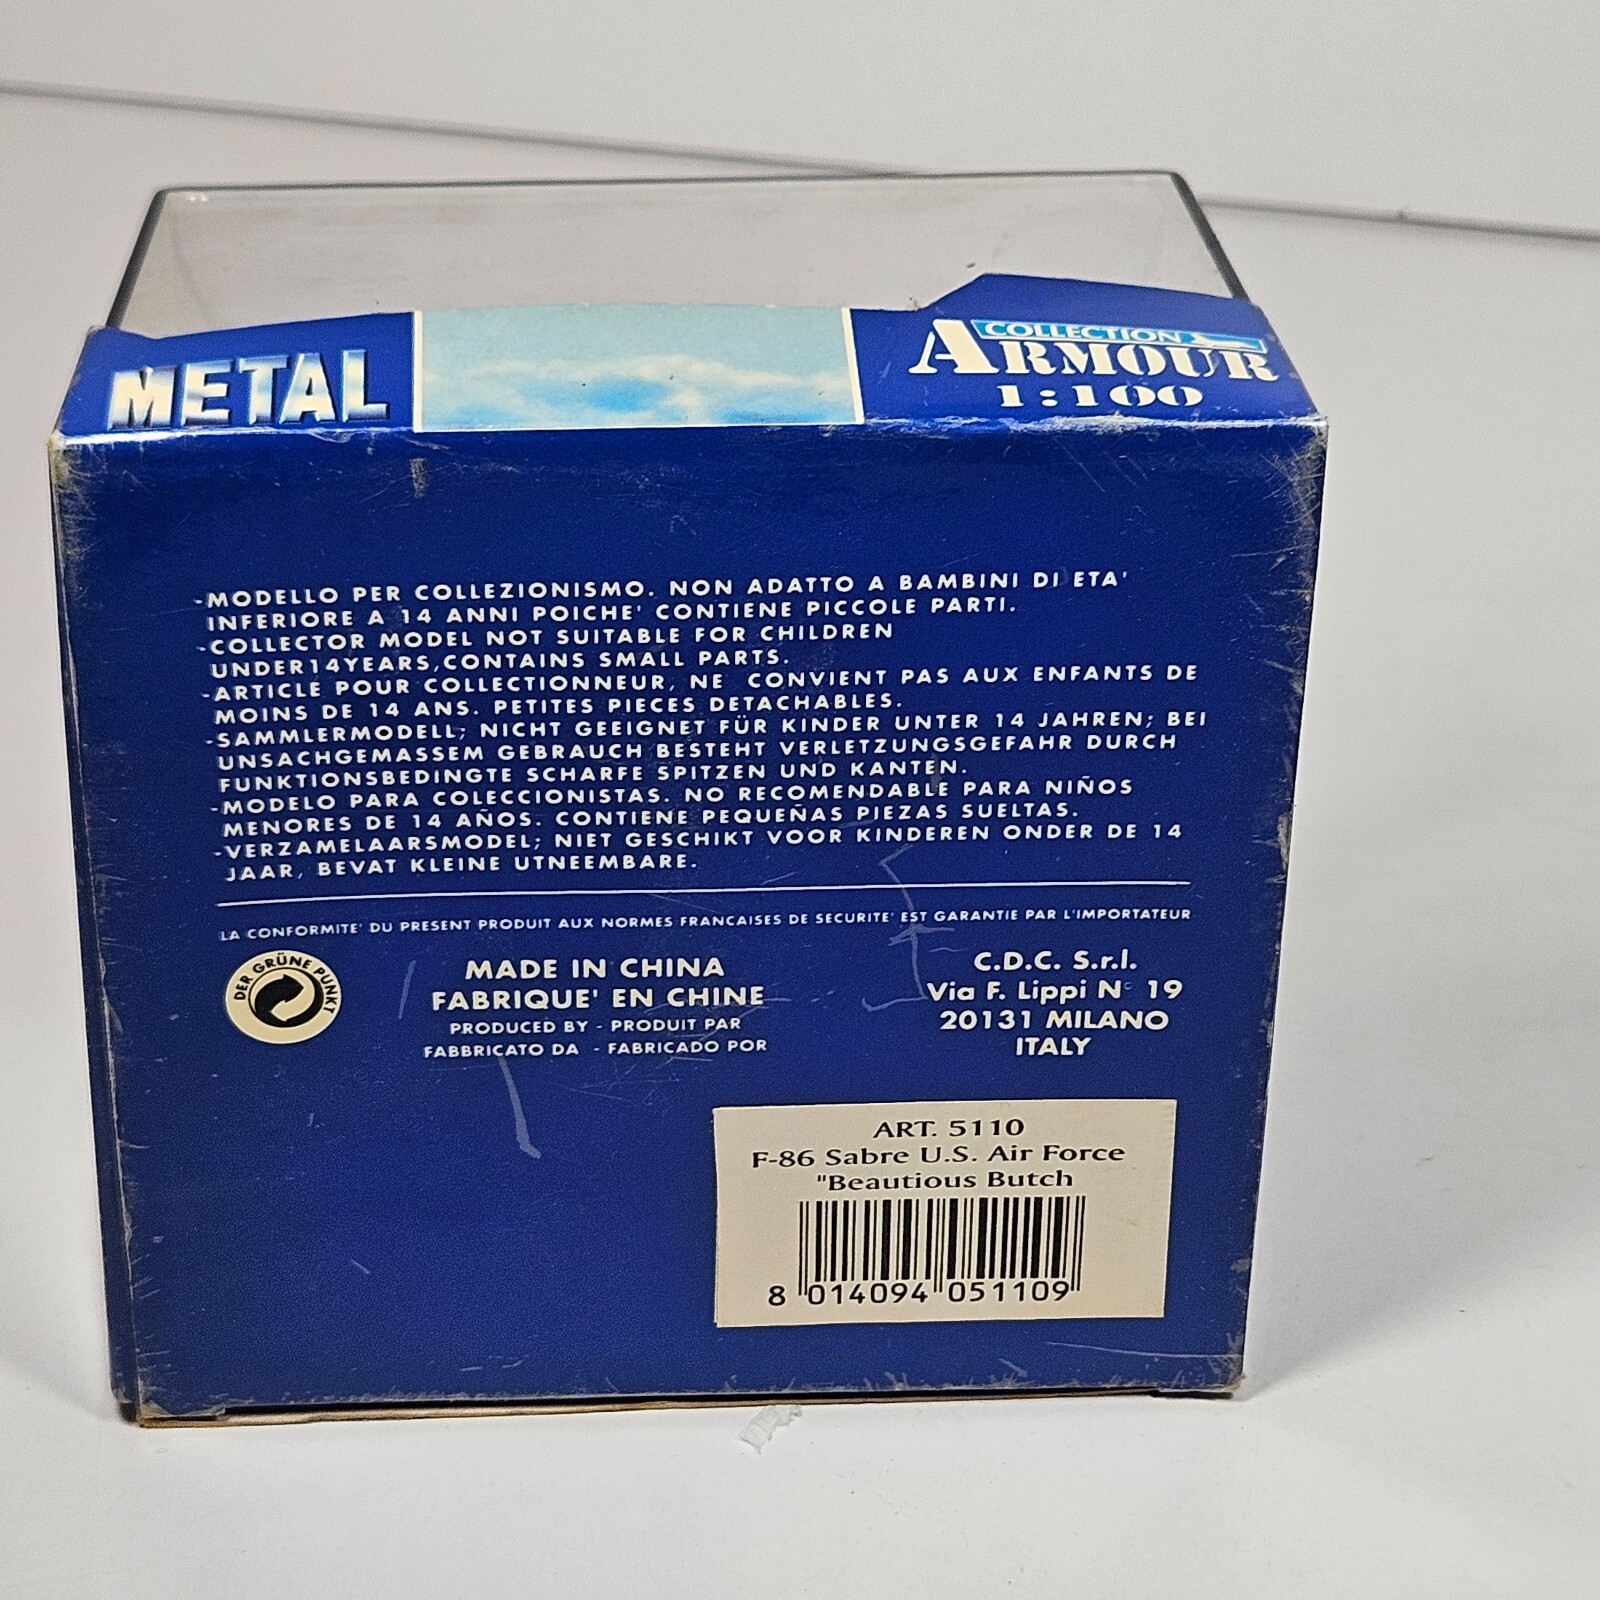 METAL
COLLECTION
ARMOUR
1:100
-MODELLO PER COLLEZIONISMO. NON ADATTO A BAMBINI DI ETA'
INFERIORE A 14 ANNI POICHE' CONTIENE PICCOLE PARTI.
-COLLECTOR MODEL NOT SUITABLE FOR CHILDREN
UNDER14YEARS,CONTAINS SMALL PARTS.
-ARTICLE POUR COLLECTIONNEUR, NE CONVIENT PAS AUX ENFANTS DE
MOINS DE 14 ANS. PETITES PIECES DETACHABLES.
-SAMMLERMODELL; NICHT GEEIGNET FÜR KINDER UNTER 14 JAHREN; BEI
UNSACHGEMASSEM GEBRAUCH BESTEHT VERLETZUNGSGEFAHR DURCH
FUNKTIONSBEDINGTE SCHARFE SPITZEN UND KANTEN.
-MODELO PARA COLECCIONISTAS. NO RECOMENDABLE PARA NIÑOS
MENORES DE 14 AÑOS. CONTIENE PEQUEÑAS PIEZAS SUELTAS.
-VERZAMELAARSMODEL; NIET GESCHIKT VOOR KINDEREN ONDER DE 14
JAAR, BEVAT KLEINE UTNEEMBARE.
LA CONFORMITE' DU PRESENT PRODUIT AUX NORMES FRANCAISES DE SECURITE' EST GARANTIE PAR L'IMPORTATEUR
DER GRÜNE PUNKT
MADE IN CHINA
FABRIQUE' EN CHINE
PRODUCED BY - PRODUIT PAR
FABBRICATO DA - FABRICADO POR
C.D.C. S.r.l.
Via F. Lippi N° 19
20131 MILANO
ITALY
ART. 5110
F-86 Sabre U.S. Air Force
"Beautious Butch
8 014094 051109